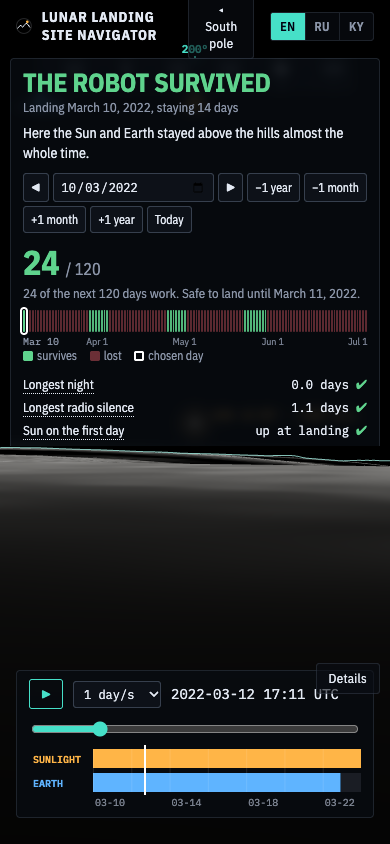 LUNAR LANDING
SITE NAVIGATOR
◂ South pole
EN RU KY
200°
THE ROBOT SURVIVED
Landing March 10, 2022, staying 14 days
Here the Sun and Earth stayed above the hills almost the
whole time.
◀ 10/03/2022 ▶ −1 year −1 month
+1 month +1 year Today
24 / 120
24 of the next 120 days work. Safe to land until March 11, 2022.
Mar 10 Apr 1 May 1 Jun 1 Jul 1
survives lost chosen day
Longest night 0.0 days ✔
Longest radio silence 1.1 days ✔
Sun on the first day up at landing ✔
Details
▶ 1 day/s 2022-03-12 17:11 UTC
SUNLIGHT
EARTH
03-10 03-14 03-18 03-22